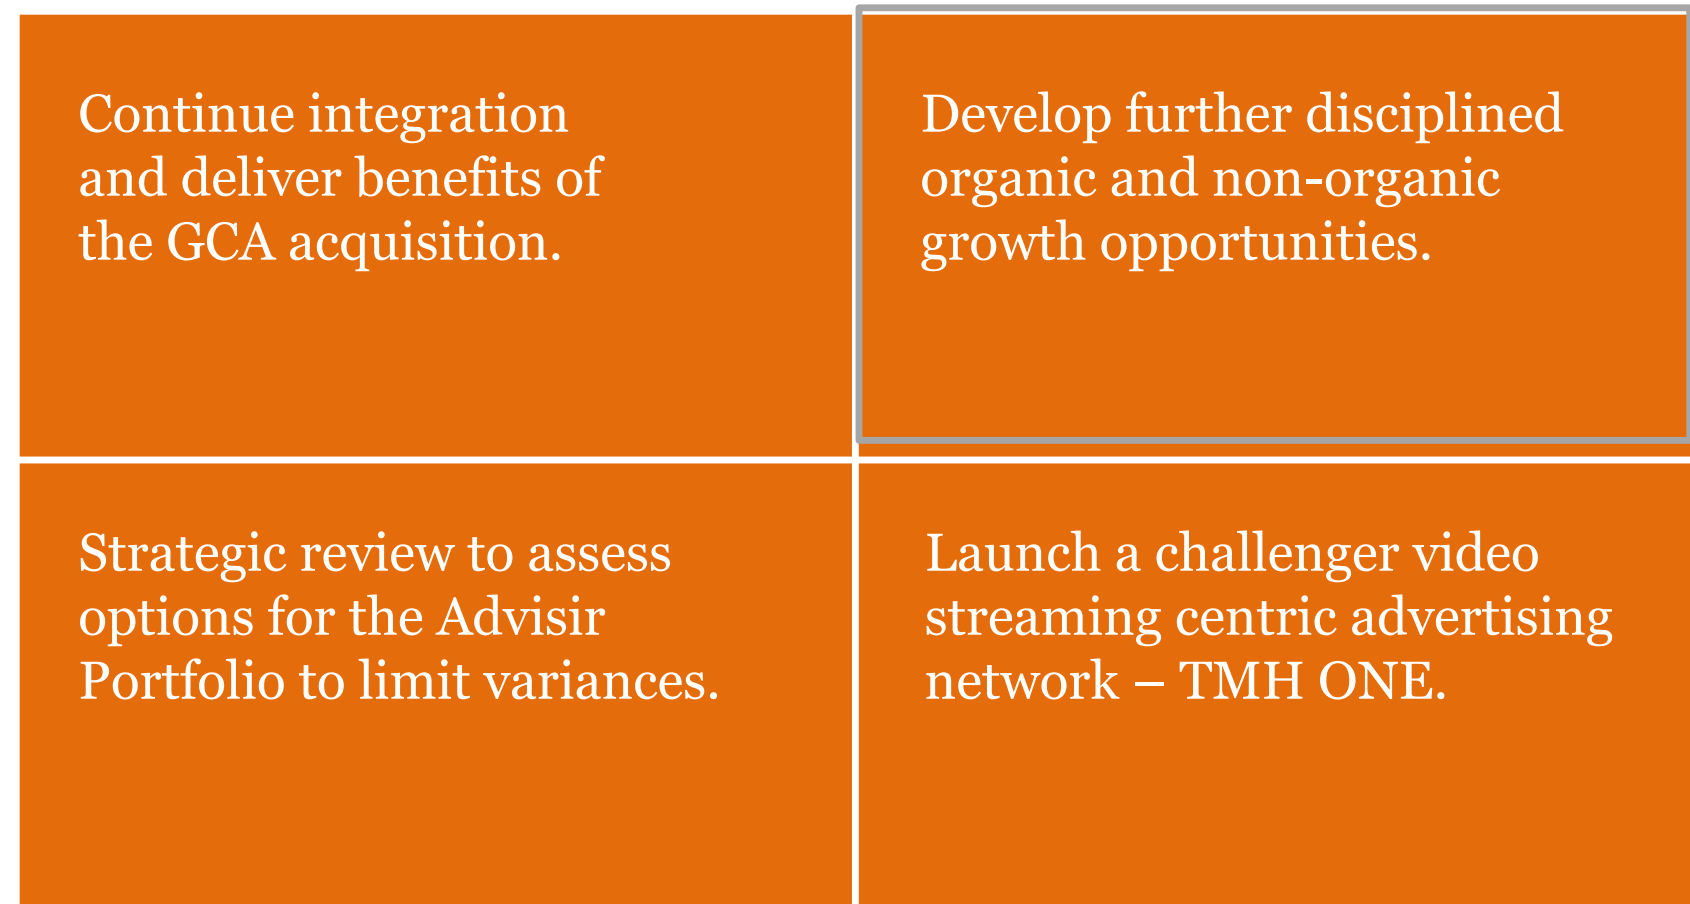 Continue integration
and deliver benefits of
the GCA acquisition.
Develop further disciplined
organic and non-organic
growth opportunities.
Strategic review to assess
options for the Advisir
Portfolio to limit variances.
Launch a challenger video
streaming centric advertising
network – TMH ONE.